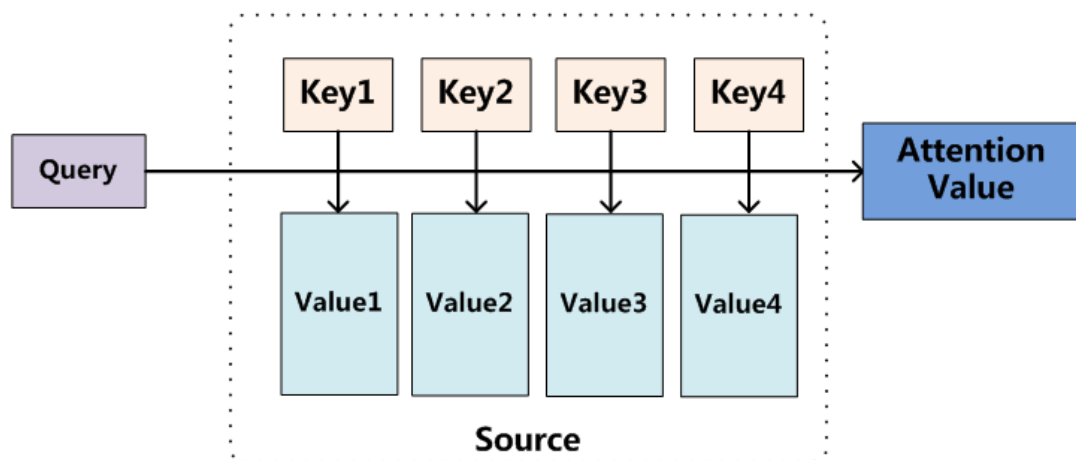 Key1 Key2 Key3 Key4
Query
Attention
Value
Value1 Value2 Value3 Value4
Source